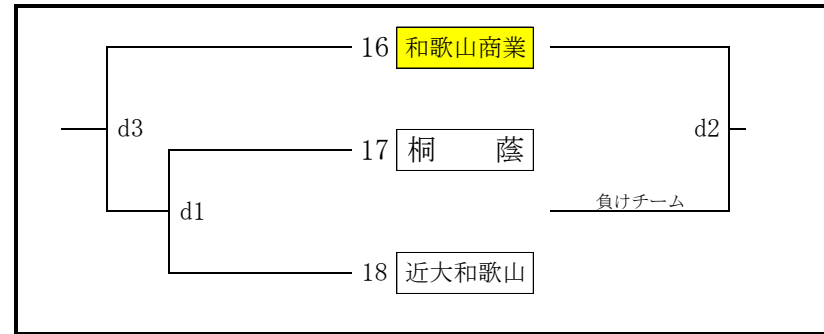 16 和歌山商業
d3 d2
17 桐　　蔭
負けチーム
d1
18 近大和歌山